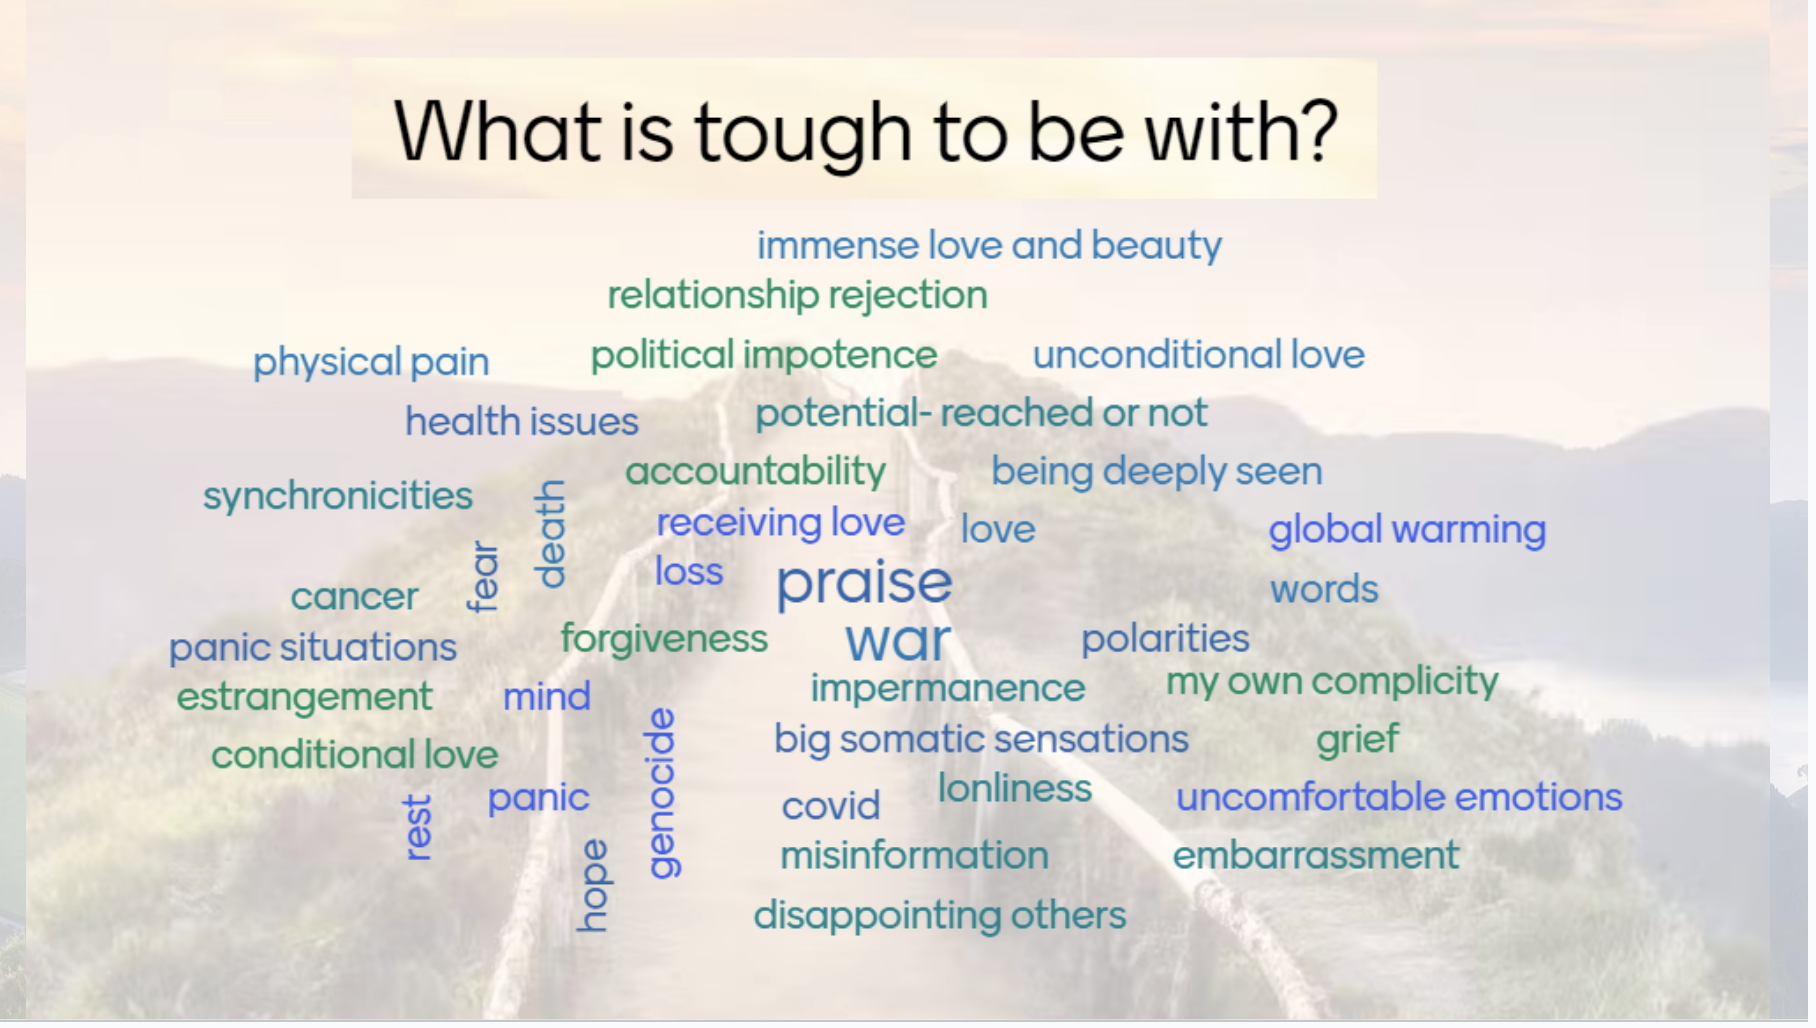 What is tough to be with?
immense love and beauty
relationship rejection
physical pain
political impotence
unconditional love
health issues
potential- reached or not
accountability
being deeply seen
synchronicities
death
receiving love
love
global warming
fear
loss
praise
cancer
words
panic situations
forgiveness
war
polarities
estrangement
mind
impermanence
my own complicity
conditional love
genocide
big somatic sensations
grief
rest
panic
covid
lonliness
uncomfortable emotions
hope
misinformation
embarrassment
disappointing others